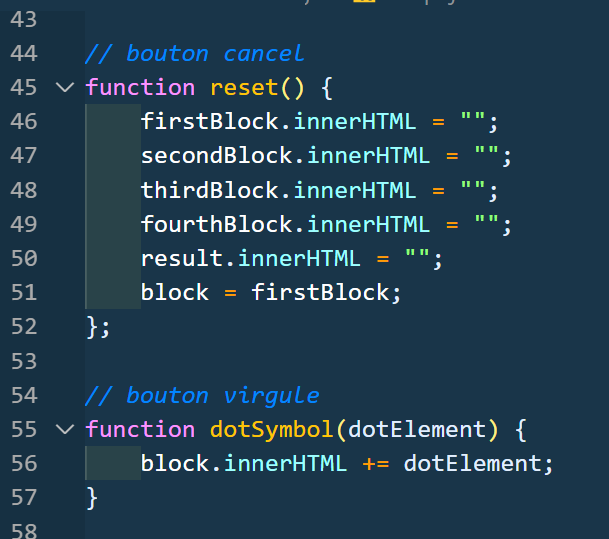 43
44 // bouton cancel
45 function reset() {
46 firstBlock.innerHTML = "";
47 secondBlock.innerHTML = "";
48 thirdBlock.innerHTML = "";
49 fourthBlock.innerHTML = "";
50 result.innerHTML = "";
51 block = firstBlock;
52 };
53
54 // bouton virgule
55 function dotSymbol(dotElement) {
56 block.innerHTML += dotElement;
57 }
58